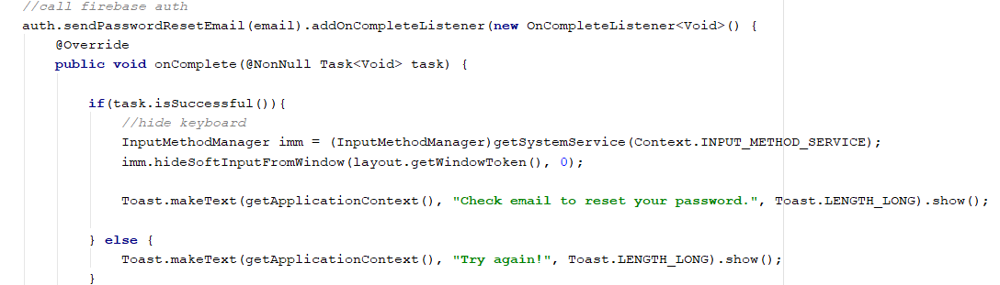 //call firebase auth
auth.sendPasswordResetEmail(email).addOnCompleteListener(new OnCompleteListener<Void>() {
@Override
public void onComplete(@NonNull Task<Void> task) {
if(task.isSuccessful()){
//hide keyboard
InputMethodManager imm = (InputMethodManager)getSystemService(Context.INPUT_METHOD_SERVICE);
imm.hideSoftInputFromWindow(layout.getWindowToken(), 0);
Toast.makeText(getApplicationContext(), "Check email to reset your password.", Toast.LENGTH_LONG).show();
} else {
Toast.makeText(getApplicationContext(), "Try again!", Toast.LENGTH_LONG).show();
}